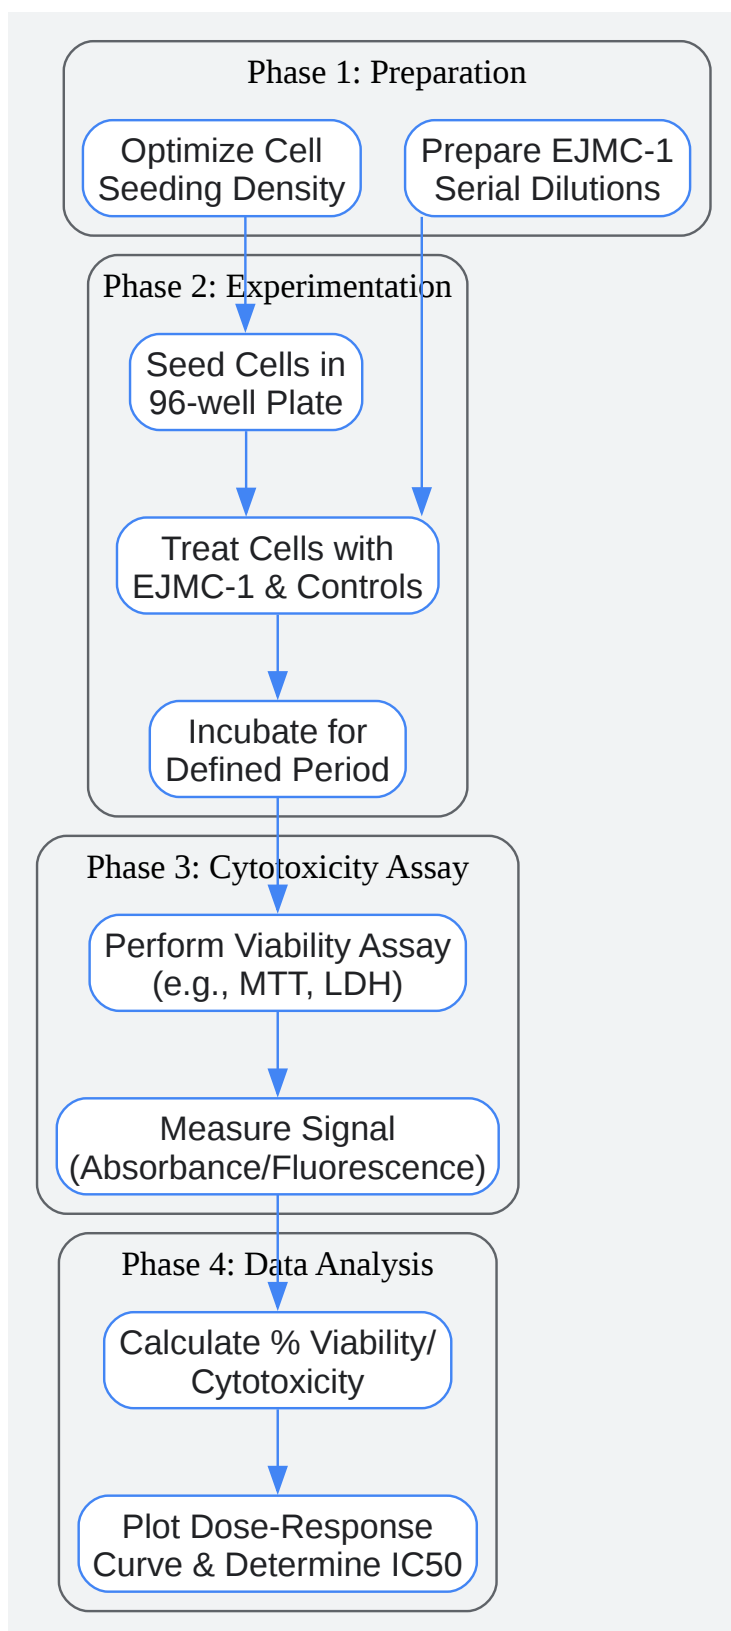 Phase 1: Preparation
Optimize Cell
Seeding Density
Prepare EJMC-1
Serial Dilutions
Phase 2: Experimentation
Seed Cells in
96-well Plate
Treat Cells with
EJMC-1 & Controls
Incubate for
Defined Period
Phase 3: Cytotoxicity Assay
Perform Viability Assay
(e.g., MTT, LDH)
Measure Signal
(Absorbance/Fluorescence)
Phase 4: Data Analysis
Calculate % Viability/
Cytotoxicity
Plot Dose-Response
Curve & Determine IC50